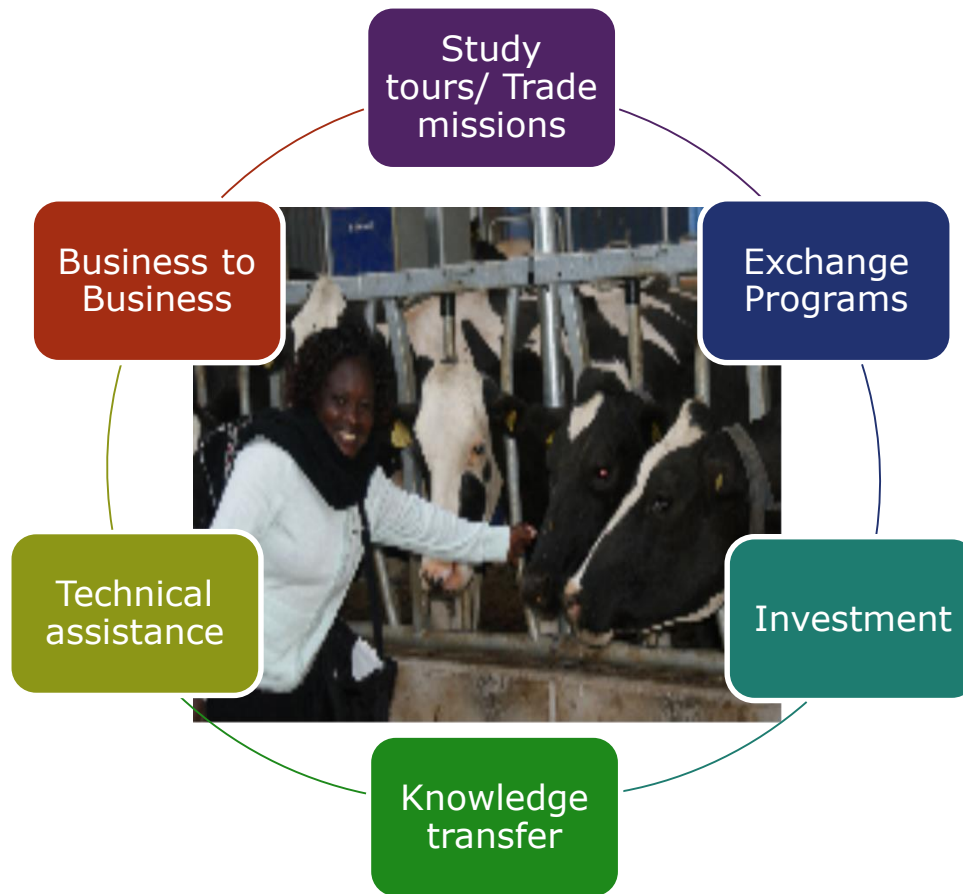 Study
tours/ Trade
missions
Exchange
Programs
Investment
Knowledge
transfer
Technical
assistance
Business to
Business